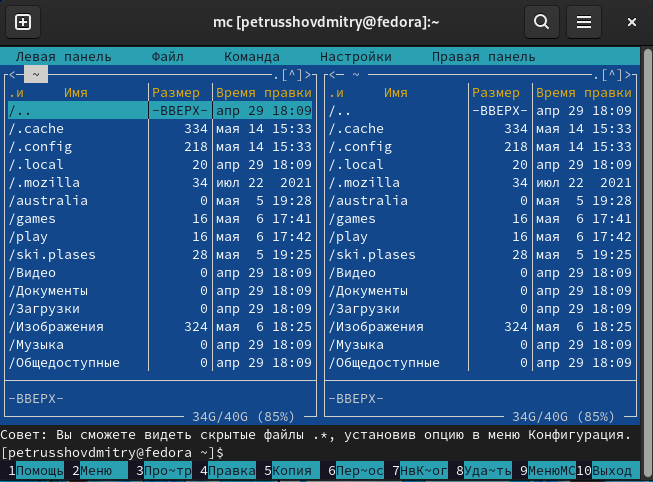 mc [petrusshovdmitry@fedora]:~
Левая панель Файл Команда Настройки Правая панель
<— ~ .[^]> <— ~ .[^]>
.и Имя Размер Время правки .и Имя Размер Время правки
/.. -ВВЕРХ- апр 29 18:09 /.. -ВВЕРХ- апр 29 18:09
/.cache 334 мая 14 15:33 /.cache 334 мая 14 15:33
/.config 218 мая 14 15:33 /.config 218 мая 14 15:33
/.local 20 апр 29 18:09 /.local 20 апр 29 18:09
/.mozilla 34 июл 22 2021 /.mozilla 34 июл 22 2021
/australia 0 мая 5 19:28 /australia 0 мая 5 19:28
/games 16 мая 6 17:41 /games 16 мая 6 17:41
/play 16 мая 6 17:42 /play 16 мая 6 17:42
/ski.plases 28 мая 5 19:25 /ski.plases 28 мая 5 19:25
/Видео 0 апр 29 18:09 /Видео 0 апр 29 18:09
/Документы 0 апр 29 18:09 /Документы 0 апр 29 18:09
/Загрузки 0 апр 29 18:09 /Загрузки 0 апр 29 18:09
/Изображения 324 мая 6 18:25 /Изображения 324 мая 6 18:25
/Музыка 0 апр 29 18:09 /Музыка 0 апр 29 18:09
/Общедоступные 0 апр 29 18:09 /Общедоступные 0 апр 29 18:09
-ВВЕРХ- -ВВЕРХ-
34G/40G (85%) 34G/40G (85%)
Совет: Вы сможете видеть скрытые файлы .*, установив опцию в меню Конфигурация.
[petrusshovdmitry@fedora ~]$
1Помощь 2Меню 3Про~тр 4Правка 5Копия 6Пер~ос 7НвК~ог 8Уда~ть 9МенюMC 10Выход